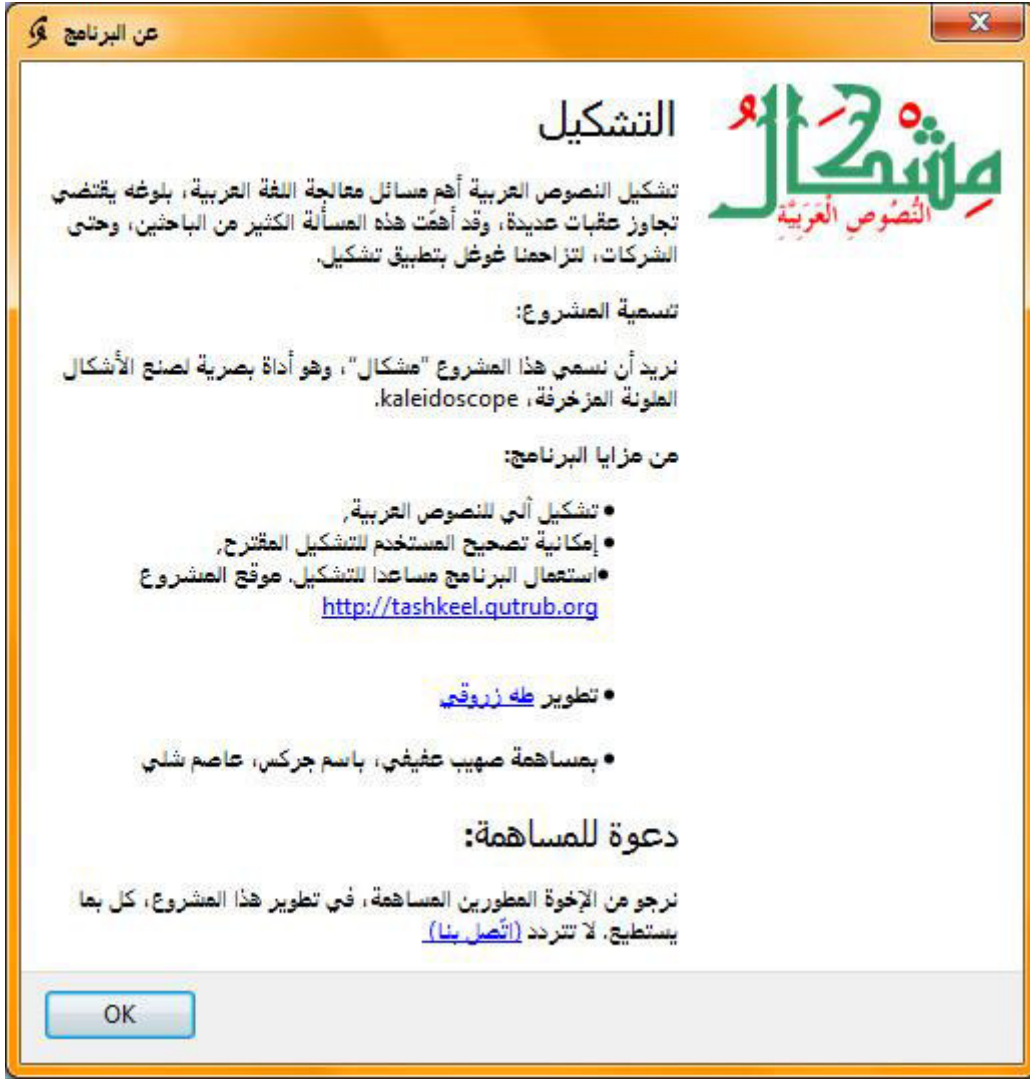 عن البرنامج
مِشْكَال
النُّصُوصِ الْعَرَبِيَّةِ
التشكيل
تشكيل النصوص العربية أهم مسائل معالجة اللغة العربية، بلوغه يقتضي
تجاوز عقبات عديدة، وقد أهمّت هذه المسألة الكثير من الباحثين، وحتى
الشركات، لتزاحمنا غوغل بتطبيق تشكيل.
تسمية المشروع:
نريد أن نسمي هذا المشروع "مشكال"، وهو أداة بصرية لصنع الأشكال
الملونة المزخرفة، kaleidoscope.
من مزايا البرنامج:
• تشكيل آلي للنصوص العربية,
• إمكانية تصحيح المستخدم للتشكيل المقترح,
•استعمال البرنامج مساعدا للتشكيل. موقع المشروع
http://tashkeel.qutrub.org
• تطوير طه زروقي
• بمساهمة صهيب عفيفي، باسم جركس، عاصم شلي
دعوة للمساهمة:
نرجو من الإخوة المطورين المساهمة، في تطوير هذا المشروع، كل بما
يستطيع. لا تتردد (اتّصل بنا)
OK